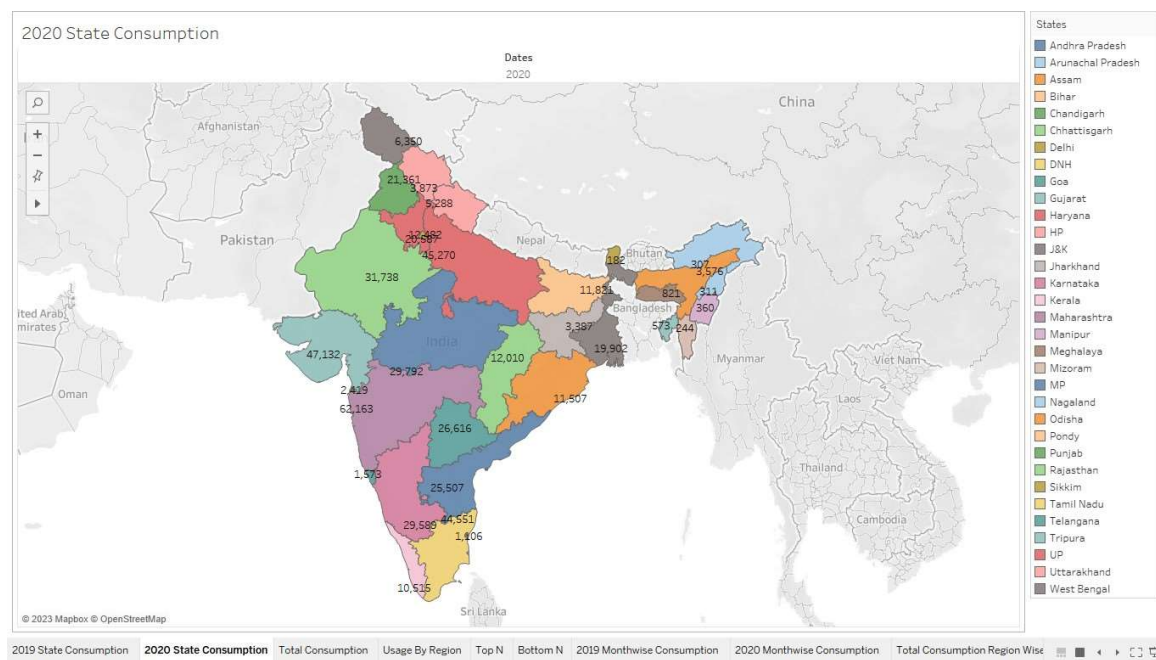 2020 State Consumption
Dates
2020
China
Afghanistan
6,350
21,361
3,873
5,288
Pakistan
12,482
20,587
45,270
Nepal
182
Bhutan
307
3,576
31,738
11,821
821
311
360
Bangladesh
United Arab
Emirates
573
244
3,387
India
19,902
47,132
12,010
Myanmar
Viet Nam
29,792
2,419
11,507
Oman
62,163
Laos
26,616
1,573
Thailand
25,507
Cambodia
29,589
44,551
1,106
10,515
Sri Lanka
© 2023 Mapbox © OpenStreetMap
States
Andhra Pradesh
Arunachal Pradesh
Assam
Bihar
Chandigarh
Chhattisgarh
Delhi
DNH
Goa
Gujarat
Haryana
HP
J&K
Jharkhand
Karnataka
Kerala
Maharashtra
Manipur
Meghalaya
Mizoram
MP
Nagaland
Odisha
Pondy
Punjab
Rajasthan
Sikkim
Tamil Nadu
Telangana
Tripura
UP
Uttarakhand
West Bengal
2019 State Consumption 2020 State Consumption Total Consumption Usage By Region Top N Bottom N 2019 Monthwise Consumption 2020 Monthwise Consumption Total Consumption Region Wise